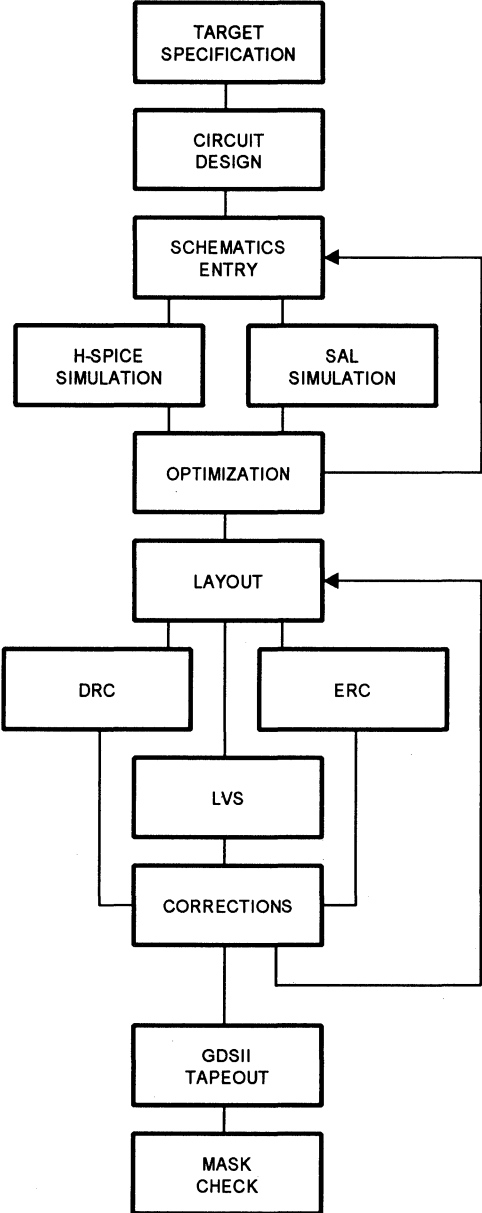 TARGET
SPECIFICATION
CIRCUIT
DESIGN
SCHEMATICS
ENTRY
H-SPICE
SIMULATION
SAL
SIMULATION
OPTIMIZATION
LAYOUT
DRC
ERC
LVS
CORRECTIONS
GDSII
TAPEOUT
MASK
CHECK